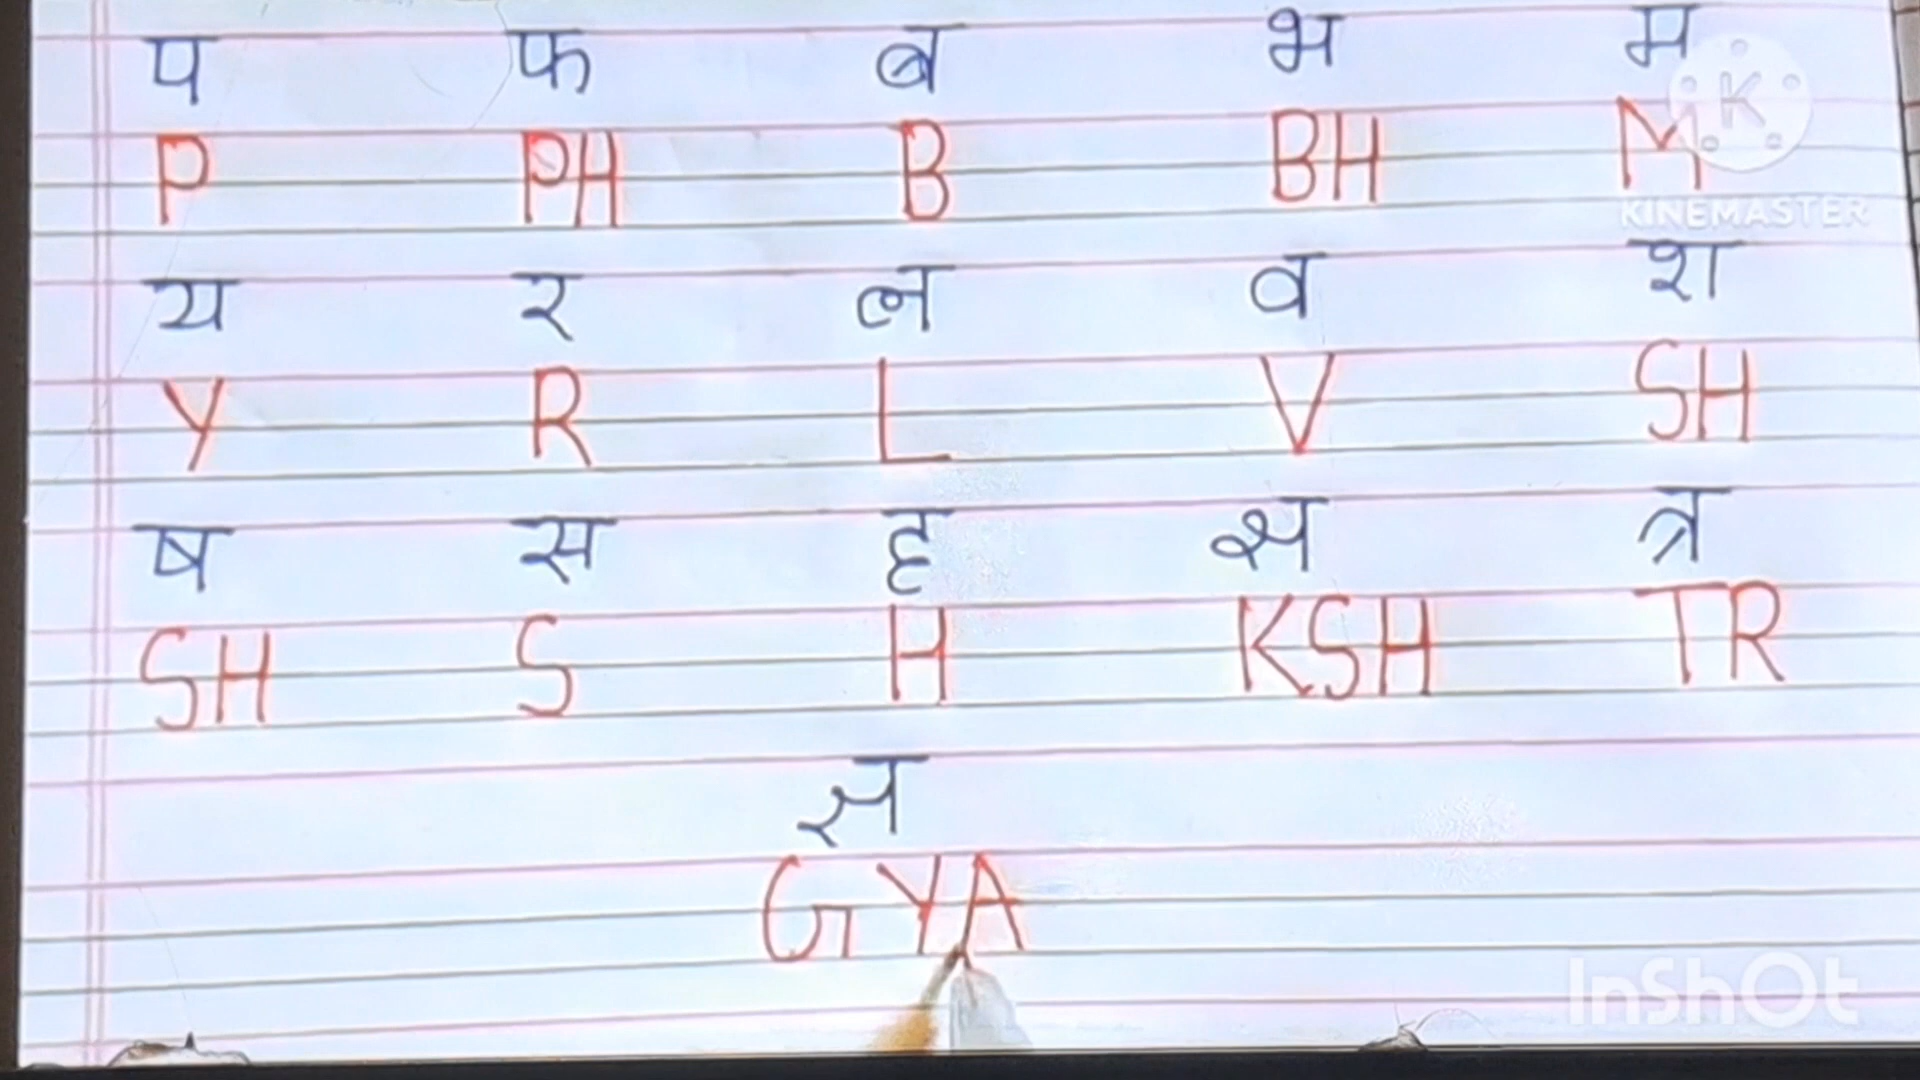 प फ ब भ म
P PH B BH M
KINEMASTER
य र ल व श
Y R L V SH
ष स ह क्ष त्र
SH S H KSH TR
ज्ञ
GYA
InShOt